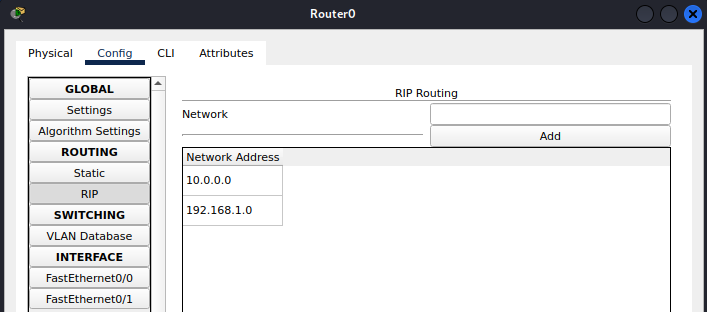 Router0
Physical Config CLI Attributes
GLOBAL
Settings
Algorithm Settings
ROUTING
Static
RIP
SWITCHING
VLAN Database
INTERFACE
FastEthernet0/0
FastEthernet0/1
RIP Routing
Network
Add
Network Address
10.0.0.0
192.168.1.0